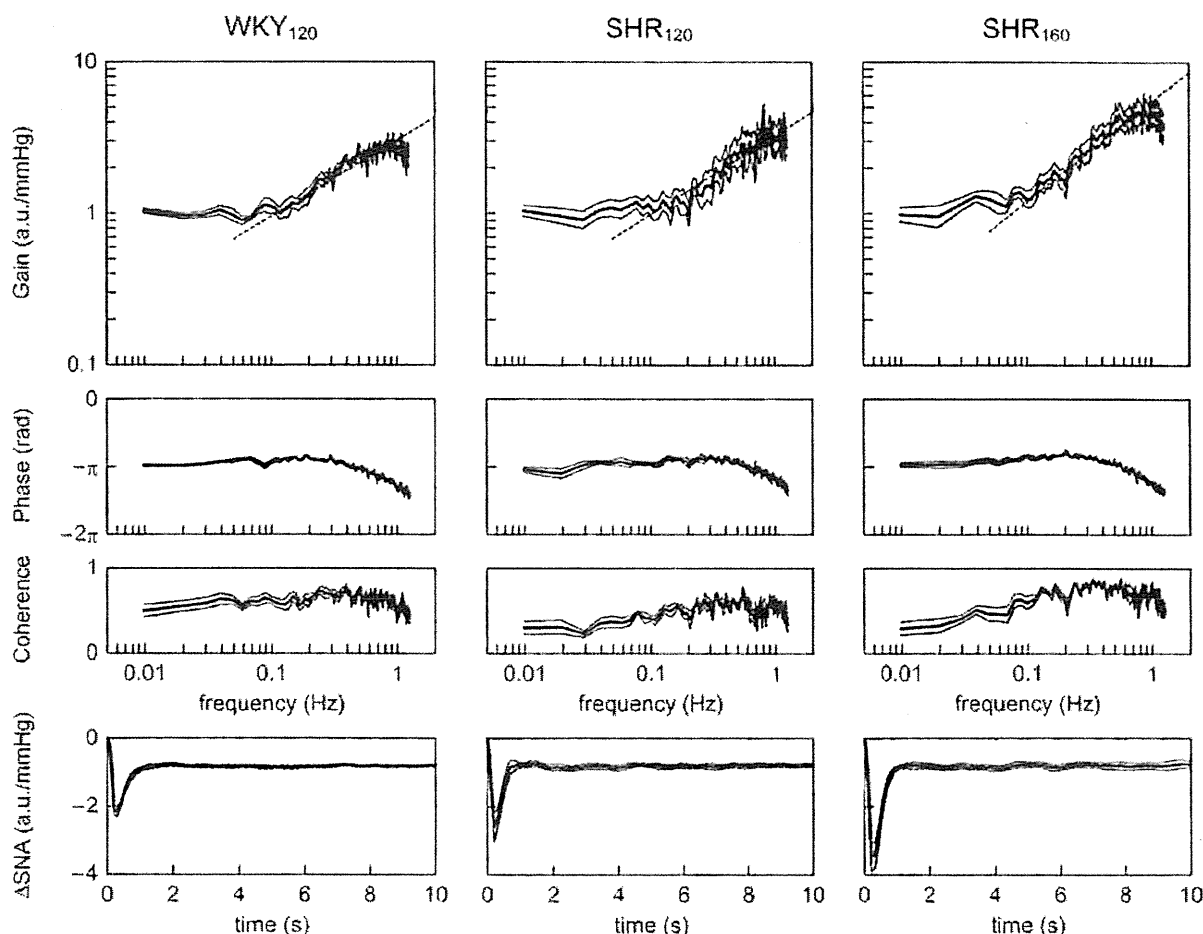 WKY₁₂₀ SHR₁₂₀ SHR₁₆₀
Gain (a.u./mmHg)
10
1
0.1
Phase (rad)
0
−π
−2π
Coherence
1
0
0.01 0.1 1 0.01 0.1 1 0.01 0.1 1
frequency (Hz) frequency (Hz) frequency (Hz)
ΔSNA (a.u./mmHg)
0
−2
−4
0 2 4 6 8 10 0 2 4 6 8 10 0 2 4 6 8 10
time (s) time (s) time (s)